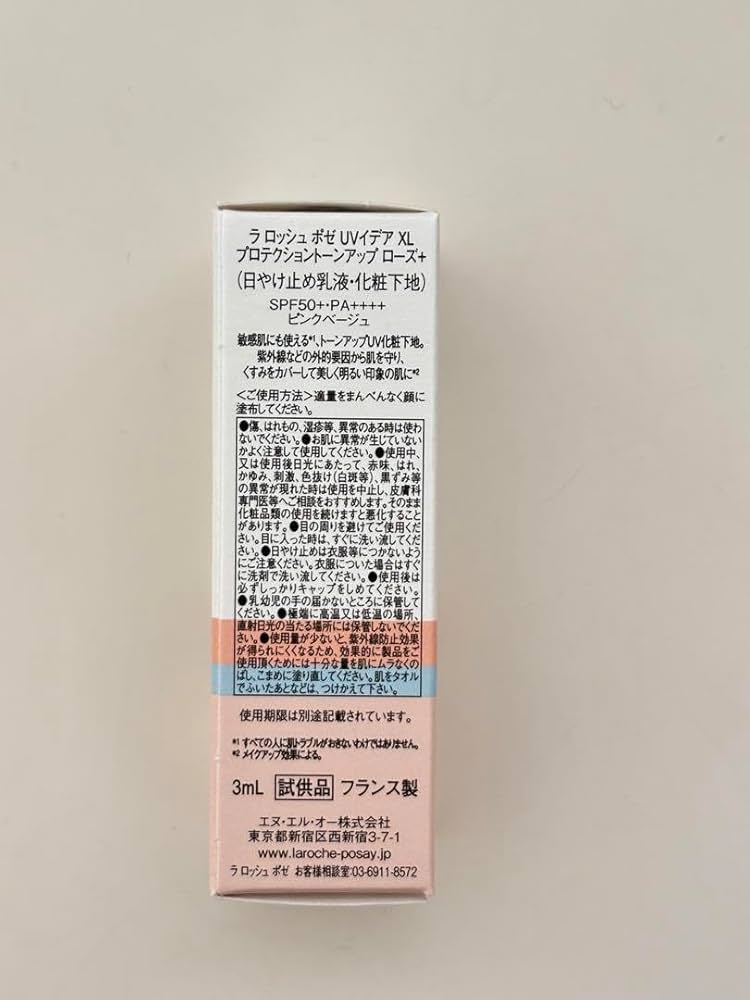 ラ ロッシュ ポゼ UVイデア XL
プロテクショントーンアップ ローズ+
(日やけ止め乳液・化粧下地)
SPF50+・PA++++
ピンクベージュ
敏感肌にも使える*1、トーンアップUV化粧下地。
紫外線などの外的要因から肌を守り、
くすみをカバーして美しく明るい印象の肌に*2
<ご使用方法>適量をまんべんなく顔に
塗布してください。
●傷、はれもの、湿疹等、異常のある時は使わ
ないでください。●お肌に異常が生じていない
かよく注意して使用してください。●使用中、
又は使用後日光にあたって、赤味、はれ、
かゆみ、刺激、色抜け(白斑等)、黒ずみ等
の異常が現れた時は使用を中止し、皮膚科
専門医等へご相談をおすすめします。そのまま
化粧品類の使用を続けますと悪化すること
があります。●目の周りを避けてご使用くだ
さい。目に入った時は、すぐに洗い流してくだ
さい。●日やけ止めは衣服等につかないよう
にご注意ください。衣服についた場合はすぐ
に洗剤で洗い流してください。●使用後は
必ずしっかりキャップをしめてください。
●乳幼児の手の届かないところに保管して
ください。●極端に高温又は低温の場所、
直射日光の当たる場所には保管しないでくだ
さい。●使用量が少ないと、紫外線防止効果
が得られにくくなるため、効果的に製品をご
使用頂くためには十分な量を肌にムラなくの
ばし、こまめに塗り直してください。肌をタオル
でふいたあとなどは、つけかえて下さい。
使用期限は別途記載されています。
*1 すべての人に肌トラブルがおきないわけではありません。
*2 メイクアップ効果による。
3mL 試供品 フランス製
エヌ・エル・オー株式会社
東京都新宿区西新宿3-7-1
www.laroche-posay.jp
ラ ロッシュ ポゼ お客様相談室:03-6911-8572